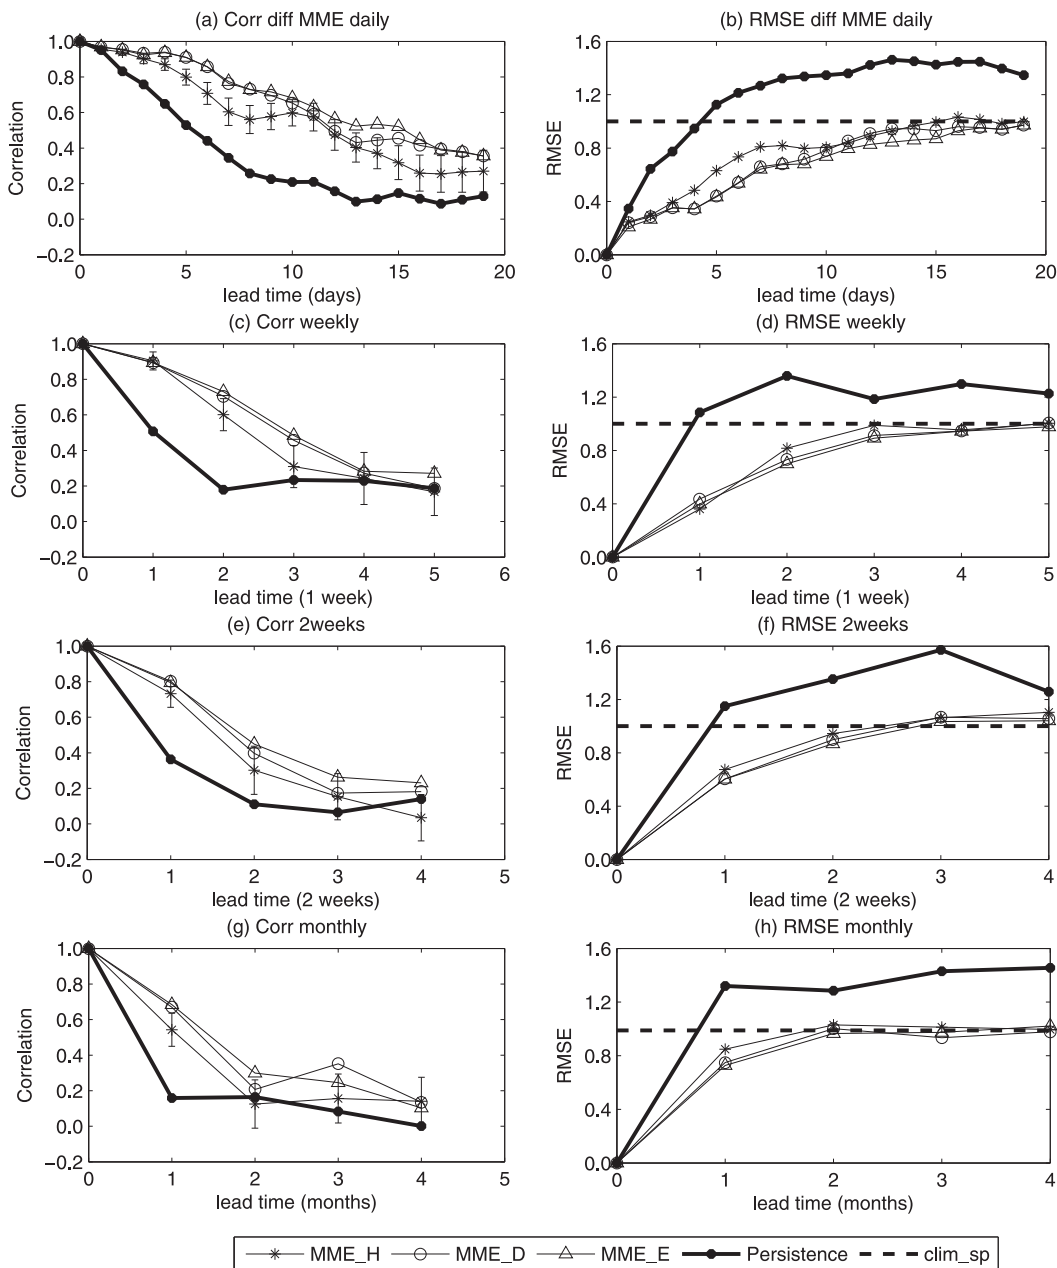 (a) Corr diff MME daily
1.0
0.8
0.6
0.4
0.2
0.0
−0.2
Correlation
0 5 10 15 20
lead time (days)
(b) RMSE diff MME daily
1.6
1.2
0.8
0.4
0.0
RMSE
0 5 10 15 20
lead time (days)
(c) Corr weekly
1.0
0.8
0.6
0.4
0.2
0.0
−0.2
Correlation
0 1 2 3 4 5 6
lead time (1 week)
(d) RMSE weekly
1.6
1.2
0.8
0.4
0.0
RMSE
0 1 2 3 4 5
lead time (1 week)
(e) Corr 2weeks
1.0
0.8
0.6
0.4
0.2
0.0
−0.2
Correlation
0 1 2 3 4 5
lead time (2 weeks)
(f) RMSE 2weeks
1.6
1.2
0.8
0.4
0.0
RMSE
0 1 2 3 4
lead time (2 weeks)
(g) Corr monthly
1.0
0.8
0.6
0.4
0.2
0.0
−0.2
Correlation
0 1 2 3 4 5
lead time (months)
(h) RMSE monthly
1.6
1.2
0.8
0.4
0.0
RMSE
0 1 2 3 4
lead time (months)
MME_H MME_D MME_E Persistence clim_sp